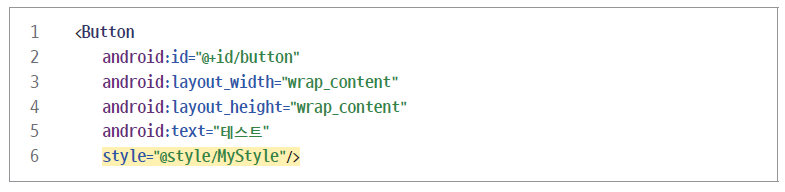 1 <Button
2 android:id="@+id/button"
3 android:layout_width="wrap_content"
4 android:layout_height="wrap_content"
5 android:text="테스트"
6 style="@style/MyStyle"/>